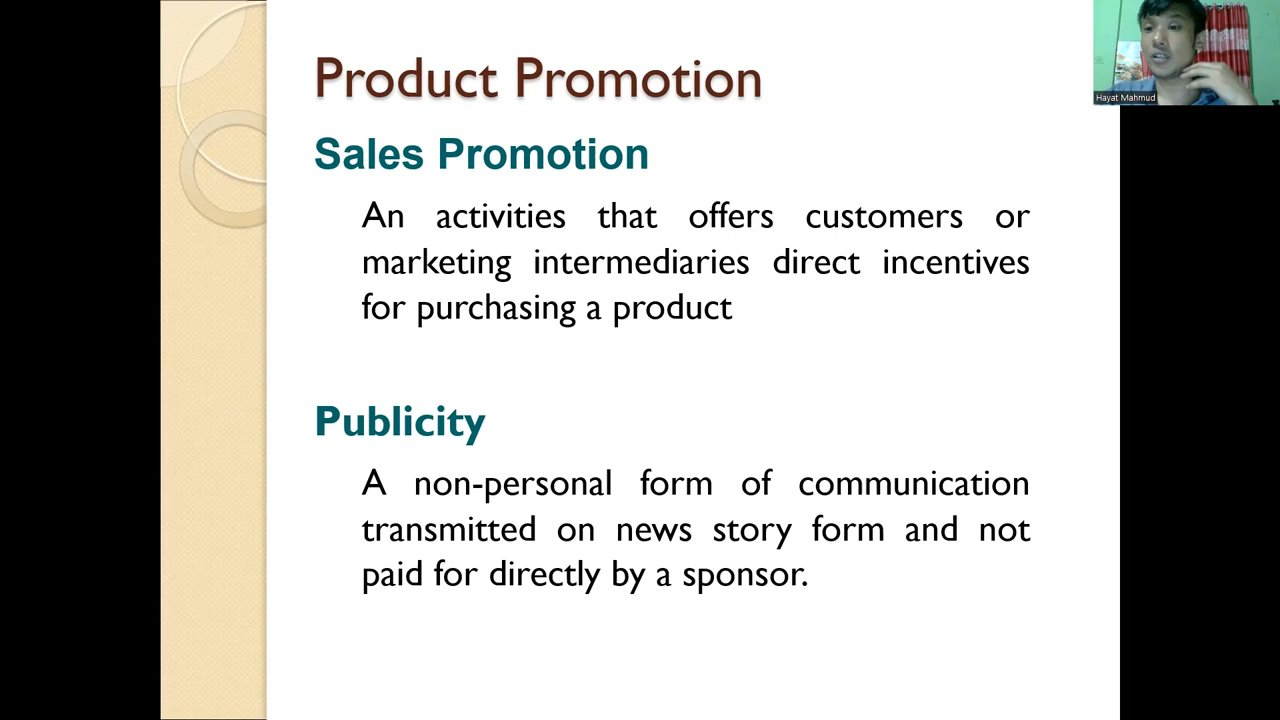 Product Promotion
Sales Promotion
An activities that offers customers or
marketing intermediaries direct incentives
for purchasing a product
Publicity
A non-personal form of communication
transmitted on news story form and not
paid for directly by a sponsor.
Hayat Mahmud